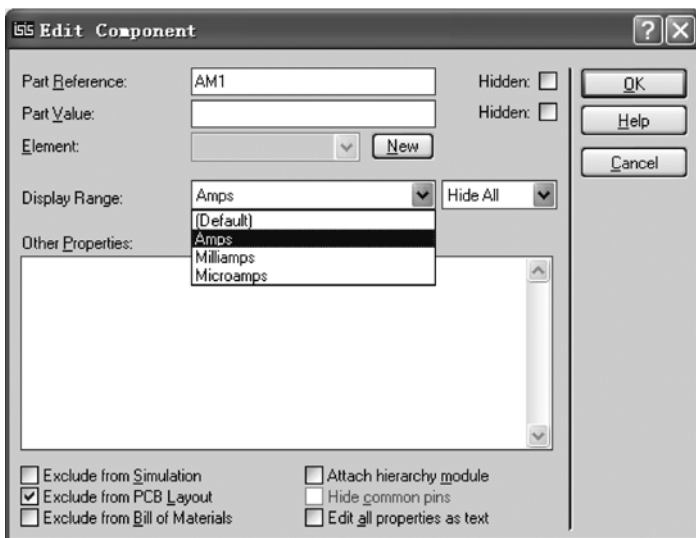 ISIS Edit Component
Part Reference: AM1 Hidden: OK
Part Value: Hidden: Help
Element: New Cancel
Display Range: Amps Hide All
(Default)
Amps
Milliamps
Microamps
Other Properties:
Exclude from Simulation Attach hierarchy module
Exclude from PCB Layout Hide common pins
Exclude from Bill of Materials Edit all properties as text